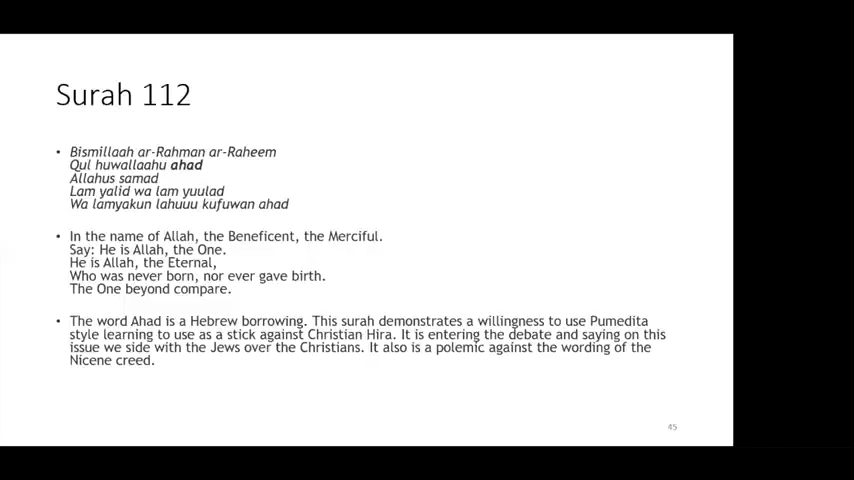 Surah 112
• Bismillaah ar-Rahman ar-Raheem
Qul huwallaahu ahad
Allahus samad
Lam yalid wa lam yuulad
Wa lamyakun lahuuu kufuwan ahad
• In the name of Allah, the Beneficent, the Merciful.
Say: He is Allah, the One.
He is Allah, the Eternal,
Who was never born, nor ever gave birth.
The One beyond compare.
• The word Ahad is a Hebrew borrowing. This surah demonstrates a willingness to use Pumedita
style learning to use as a stick against Christian Hira. It is entering the debate and saying on this
issue we side with the Jews over the Christians. It also is a polemic against the wording of the
Nicene creed.
45